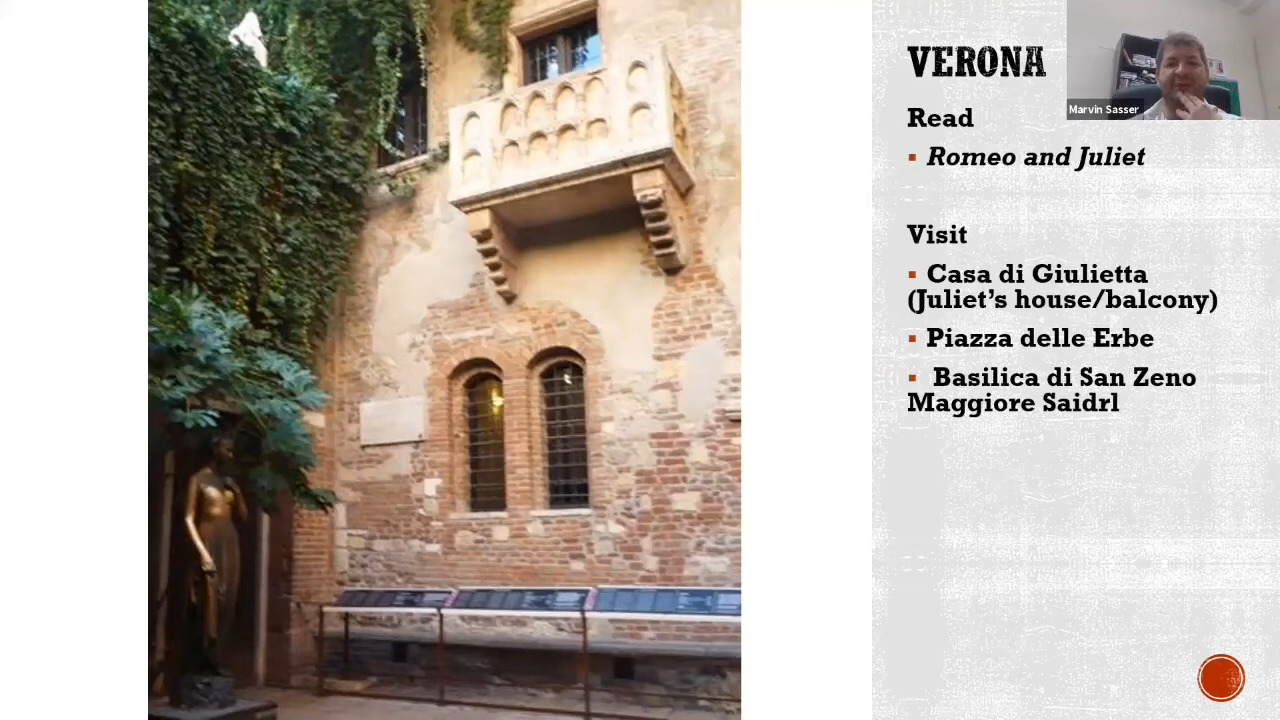 VERONA
Marvin Sasser
Read
Romeo and Juliet
Visit
Casa di Giulietta
(Juliet’s house/balcony)
Piazza delle Erbe
Basilica di San Zeno
Maggiore Saidrl